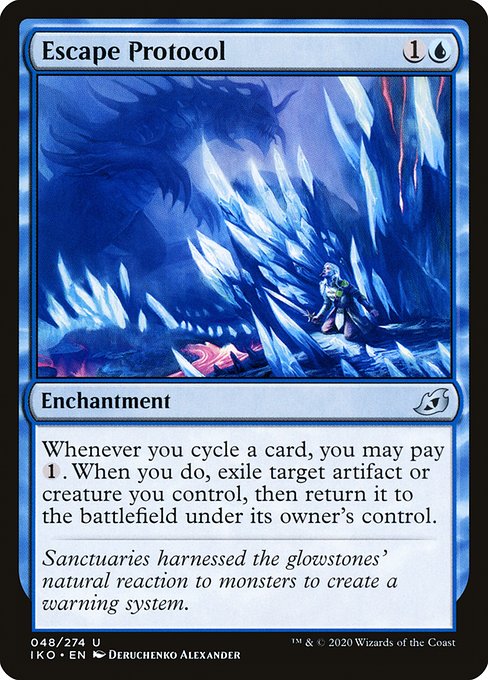 Escape Protocol 1
Enchantment
Whenever you cycle a card, you may pay
1. When you do, exile target artifact or
creature you control, then return it to
the battlefield under its owner's control.
Sanctuaries harnessed the glowstones'
natural reaction to monsters to create a
warning system.
048/274 U
IKO • EN Deruchenko Alexander
™ & © 2020 Wizards of the Coast